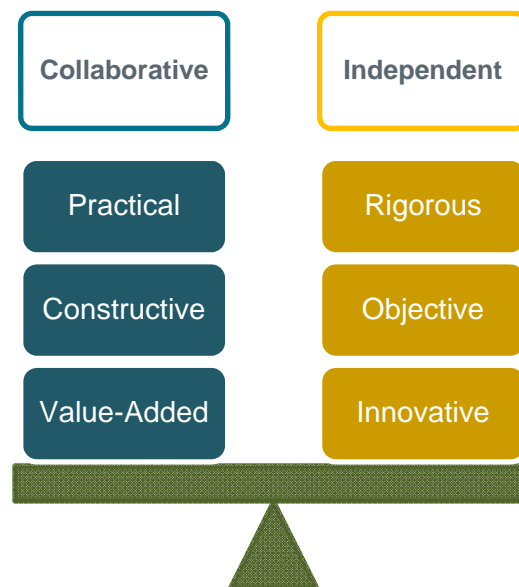 Collaborative
Independent
Practical
Rigorous
Constructive
Objective
Value-Added
Innovative